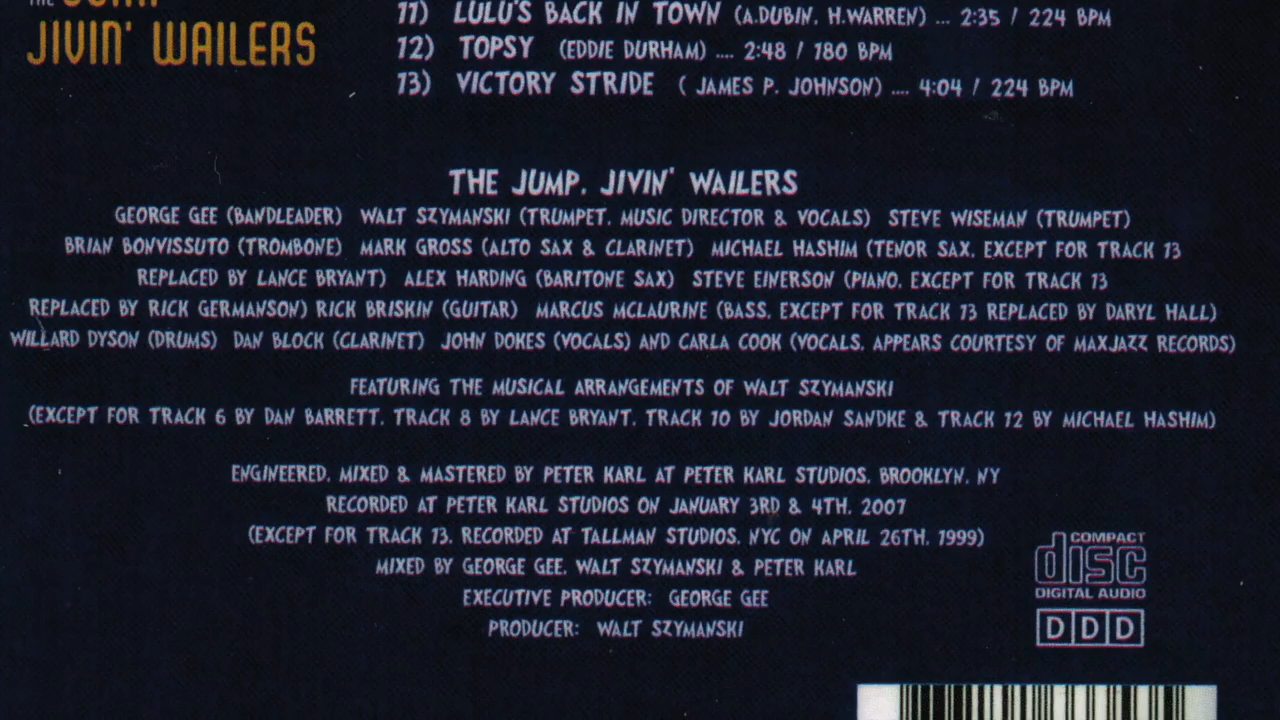 THE
JIVIN' WAILERS
11) LULU'S BACK IN TOWN (A.DUBIN, H.WARREN) ... 2:35 / 224 BPM
12) TOPSY (EDDIE DURHAM) .... 2:48 / 180 BPM
13) VICTORY STRIDE ( JAMES P. JOHNSON) .... 4:04 / 224 BPM
THE JUMP, JIVIN' WAILERS
GEORGE GEE (BANDLEADER) WALT SZYMANSKI (TRUMPET, MUSIC DIRECTOR & VOCALS) STEVE WISEMAN (TRUMPET)
BRIAN BONVISSUTO (TROMBONE) MARK GROSS (ALTO SAX & CLARINET) MICHAEL HASHIM (TENOR SAX, EXCEPT FOR TRACK 13
REPLACED BY LANCE BRYANT) ALEX HARDING (BARITONE SAX) STEVE EINERSON (PIANO, EXCEPT FOR TRACK 13
REPLACED BY RICK GERMANSON) RICK BRISKIN (GUITAR) MARCUS MCLAURINE (BASS, EXCEPT FOR TRACK 13 REPLACED BY DARYL HALL)
WILLARD DYSON (DRUMS) DAN BLOCK (CLARINET) JOHN DOKES (VOCALS) AND CARLA COOK (VOCALS, APPEARS COURTESY OF MAXJAZZ RECORDS)
FEATURING THE MUSICAL ARRANGEMENTS OF WALT SZYMANSKI
(EXCEPT FOR TRACK 6 BY DAN BARRETT, TRACK 8 BY LANCE BRYANT, TRACK 10 BY JORDAN SANDKE & TRACK 12 BY MICHAEL HASHIM)
ENGINEERED, MIXED & MASTERED BY PETER KARL AT PETER KARL STUDIOS, BROOKLYN, NY
RECORDED AT PETER KARL STUDIOS ON JANUARY 3RD & 4TH, 2007
(EXCEPT FOR TRACK 13, RECORDED AT TALLMAN STUDIOS, NYC ON APRIL 26TH, 1999)
MIXED BY GEORGE GEE, WALT SZYMANSKI & PETER KARL
EXECUTIVE PRODUCER: GEORGE GEE
PRODUCER: WALT SZYMANSKI
COMPACT
disc
DIGITAL AUDIO
DDD